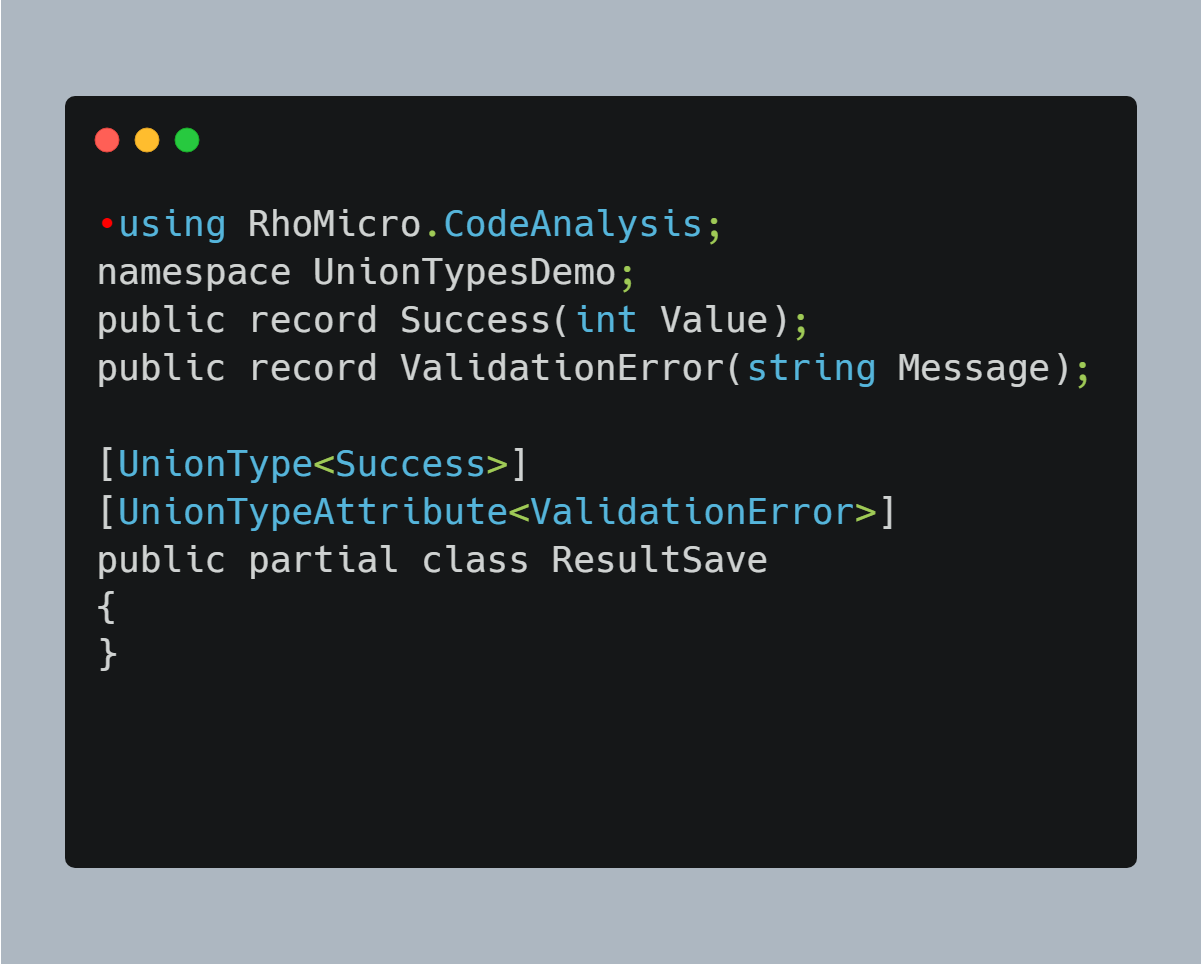 •using RhoMicro.CodeAnalysis;
namespace UnionTypesDemo;
public record Success(int Value);
public record ValidationError(string Message);
[UnionType<Success>]
[UnionTypeAttribute<ValidationError>]
public partial class ResultSave
{
}